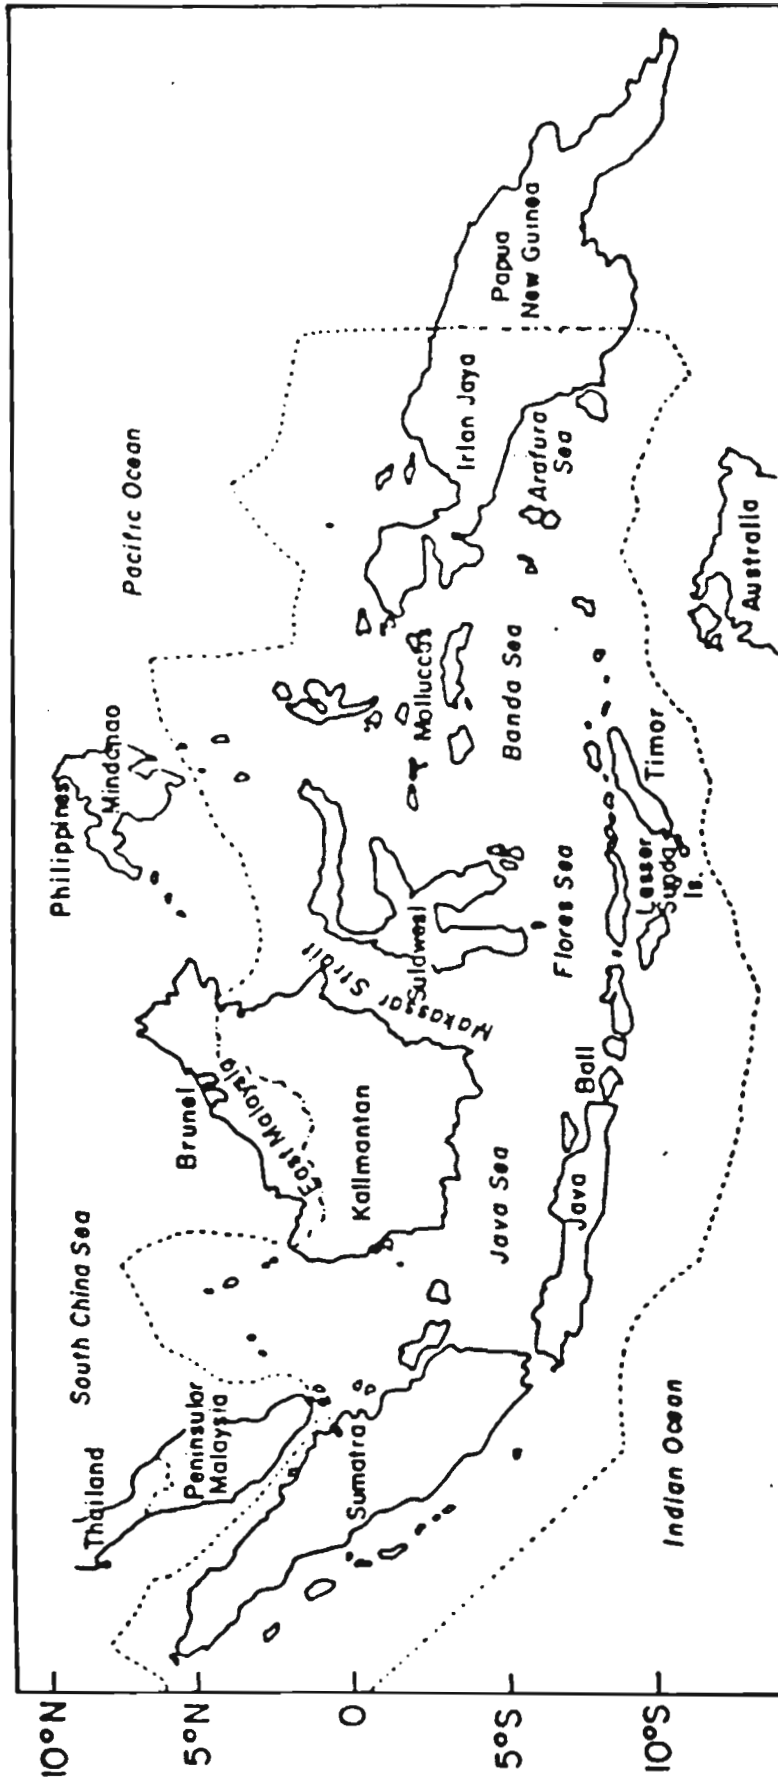 10°N
5°N
0
5°S
10°S
Thailand
South China Sea
Peninsular
Malaysia
Sumatra
Indian Ocean
Brunei
East Malaysia
Kalimantan
Java Sea
Java
Bali
Philippines
Mindanao
Makassar Strait
Sulawesi
Flores Sea
Lesser
Sunda
Is.
Timor
Molluccas
Banda Sea
Pacific Ocean
Irian Jaya
Arafura
Sea
Australia
Papua
New Guinea